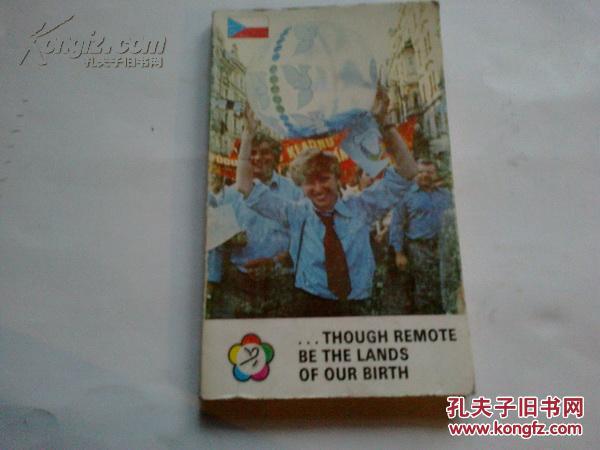 Kongfz.com
孔夫子旧书网
KLADRU
...THOUGH REMOTE
BE THE LANDS
OF OUR BIRTH
孔夫子旧书网
www.kongfz.com